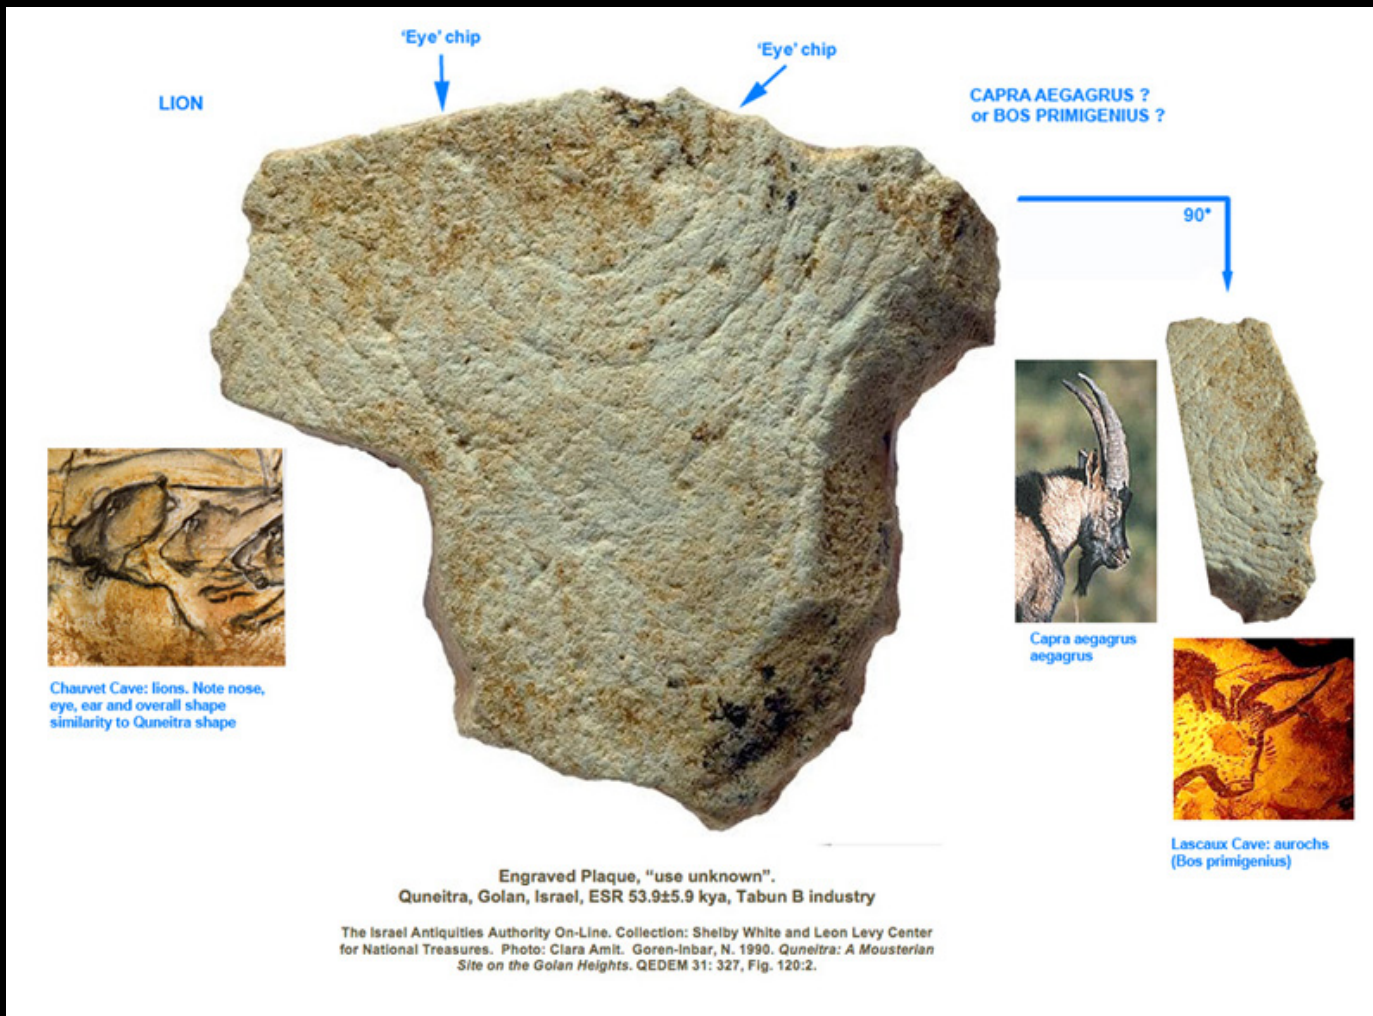 ‘Eye’ chip
‘Eye’ chip
LION
CAPRA AEGAGRUS ?
or BOS PRIMIGENIUS ?
90°
Capra aegagrus
aegagrus
Chauvet Cave: lions. Note nose,
eye, ear and overall shape
similarity to Quneitra shape
Lascaux Cave: aurochs
(Bos primigenius)
Engraved Plaque, “use unknown”.
Quneitra, Golan, Israel, ESR 53.9±5.9 kya, Tabun B industry
The Israel Antiquities Authority On-Line. Collection: Shelby White and Leon Levy Center
for National Treasures. Photo: Clara Amit. Goren-Inbar, N. 1990. Quneitra: A Mousterian
Site on the Golan Heights. QEDEM 31: 327, Fig. 120:2.